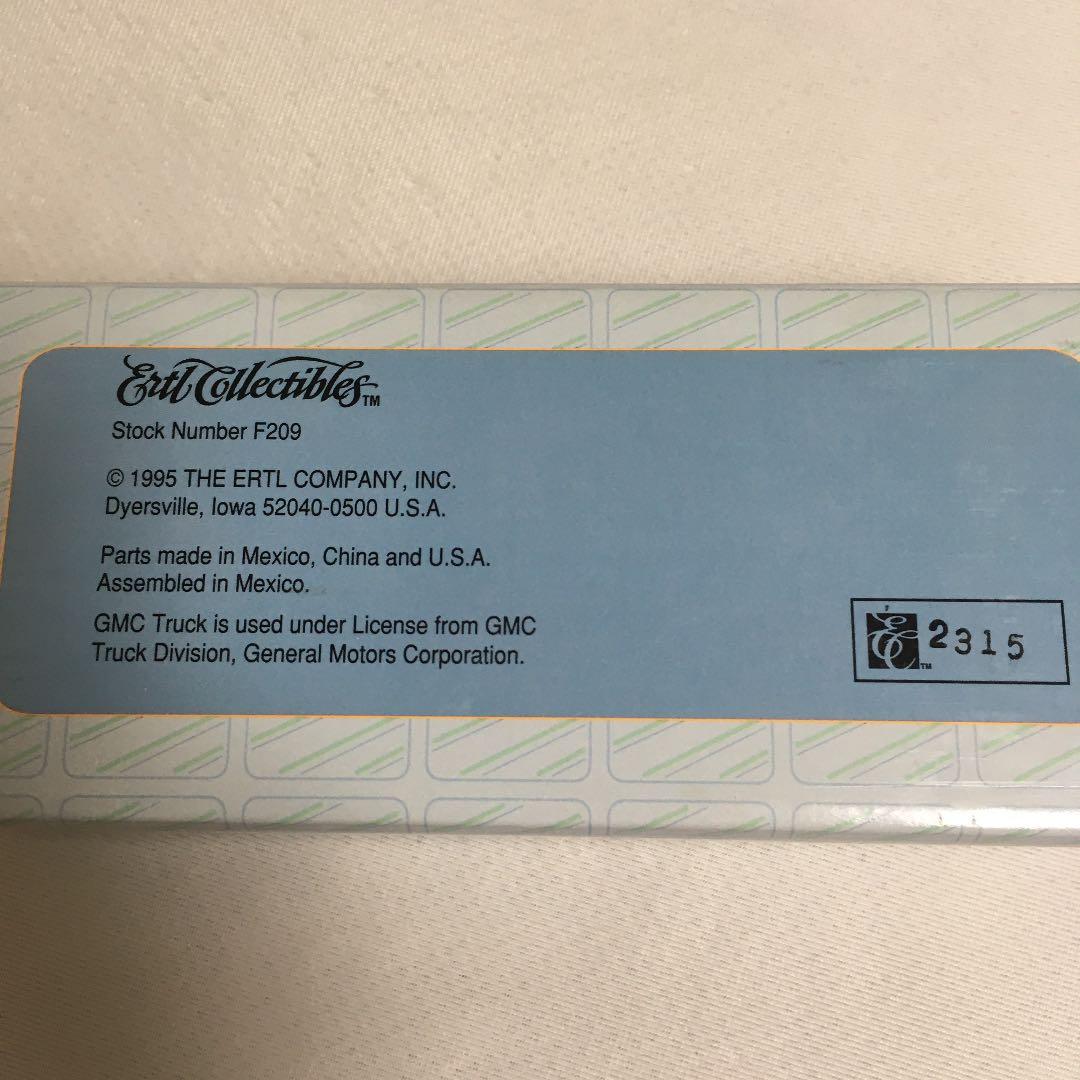 Ertl Collectibles™
Stock Number F209
© 1995 THE ERTL COMPANY, INC.
Dyersville, Iowa 52040-0500 U.S.A.
Parts made in Mexico, China and U.S.A.
Assembled in Mexico.
GMC Truck is used under License from GMC
Truck Division, General Motors Corporation.
EC™ 2315